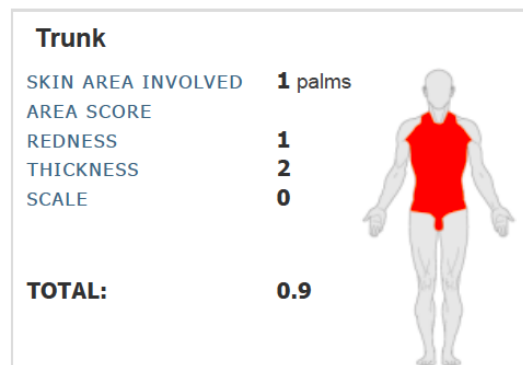 Trunk
SKIN AREA INVOLVED 1 palms
AREA SCORE
REDNESS 1
THICKNESS 2
SCALE 0
TOTAL: 0.9